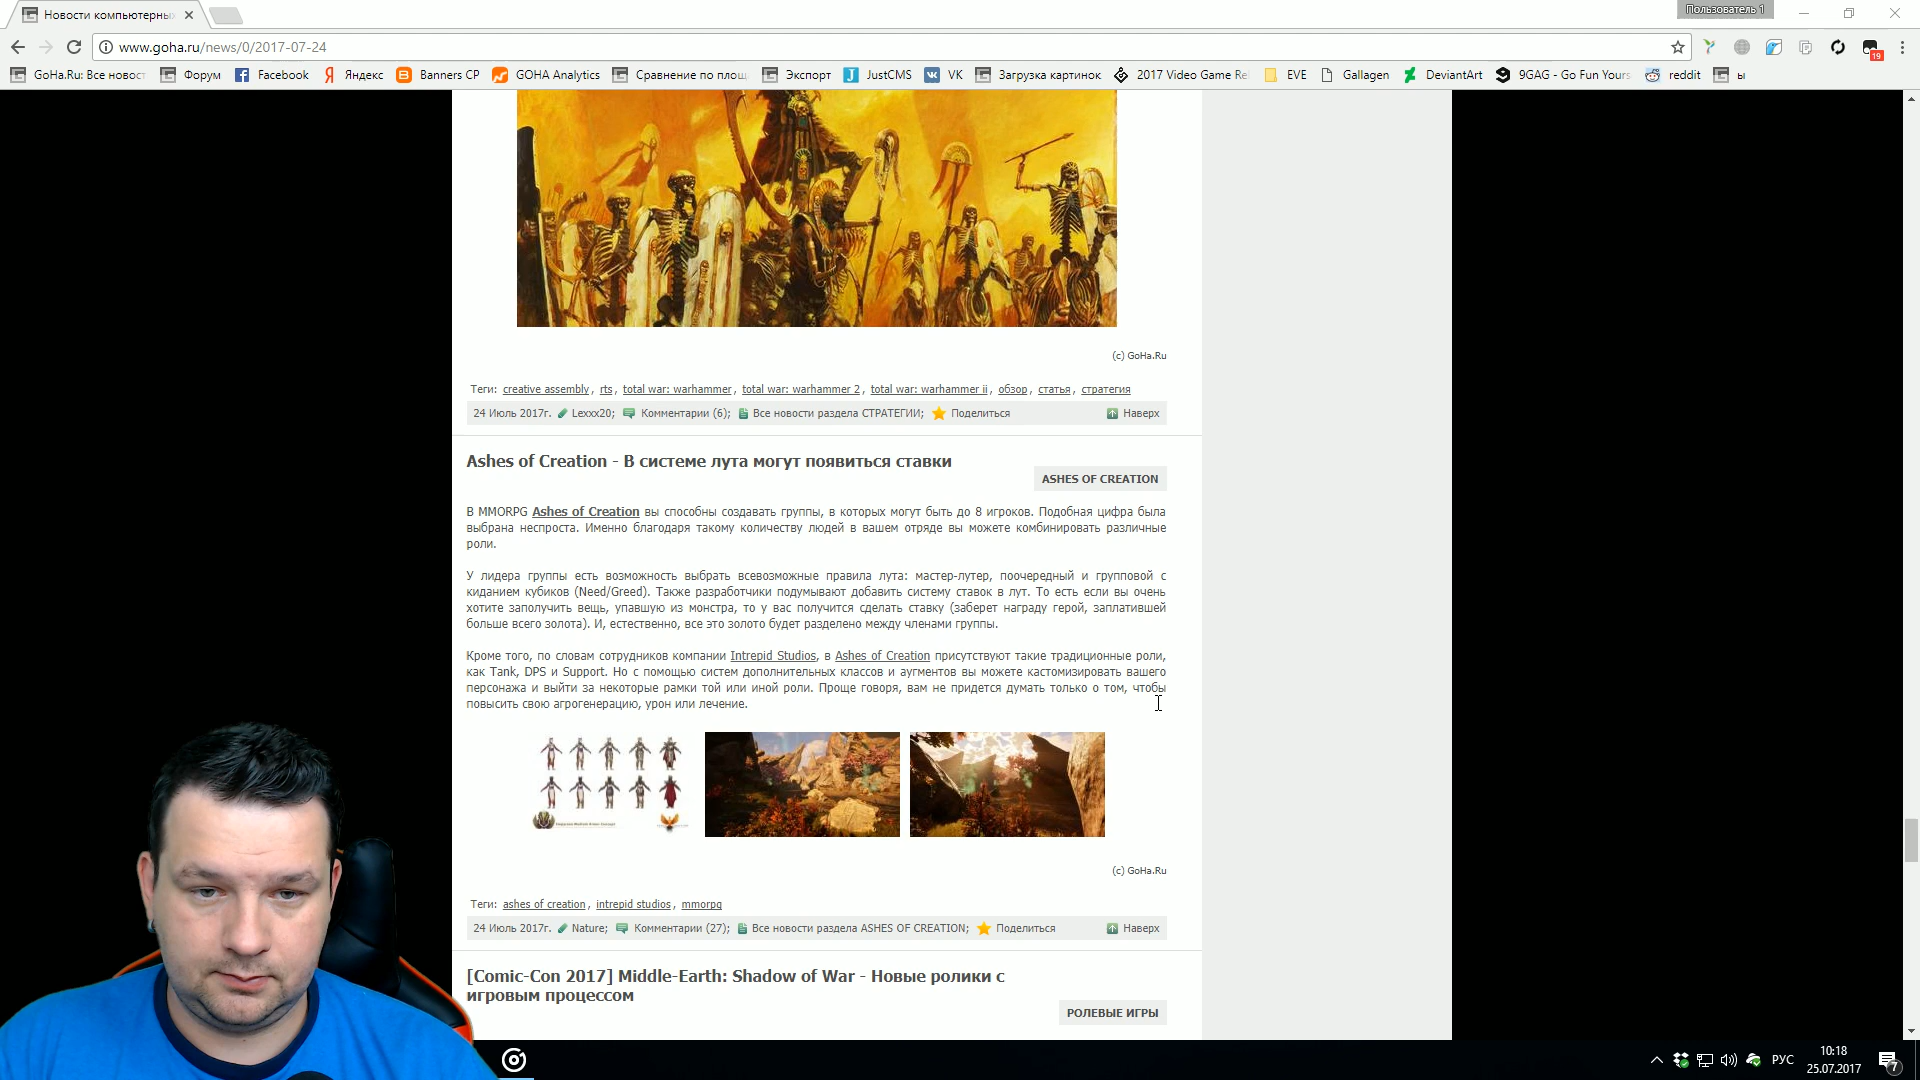 Новости компьютерны
Пользователь 1
www.goha.ru/news/0/2017-07-24
GoHa.Ru: Все новост Форум Facebook Яндекс Banners CP GOHA Analytics Сравнение по площ Экспорт JustCMS VK Загрузка картинок 2017 Video Game Re EVE Gallagen DeviantArt 9GAG - Go Fun Yours reddit ы
19
(c) GoHa.Ru
Теги: creative assembly, rts, total war: warhammer, total war: warhammer 2, total war: warhammer ii, обзор, статья, стратегия
24 Июль 2017г. Lexxx20; Комментарии (6); Все новости раздела СТРАТЕГИИ; Поделиться Наверх
Ashes of Creation - В системе лута могут появиться ставки
ASHES OF CREATION
В MMORPG Ashes of Creation вы способны создавать группы, в которых могут быть до 8 игроков. Подобная цифра была
выбрана неспроста. Именно благодаря такому количеству людей в вашем отряде вы можете комбинировать различные
роли.
У лидера группы есть возможность выбрать всевозможные правила лута: мастер-лутер, поочередный и групповой с
киданием кубиков (Need/Greed). Также разработчики подумывают добавить систему ставок в лут. То есть если вы очень
хотите заполучить вещь, упавшую из монстра, то у вас получится сделать ставку (заберет награду герой, заплативший
больше всего золота). И, естественно, все это золото будет разделено между членами группы.
Кроме того, по словам сотрудников компании Intrepid Studios, в Ashes of Creation присутствуют такие традиционные роли,
как Tank, DPS и Support. Но с помощью систем дополнительных классов и аугментов вы можете кастомизировать вашего
персонажа и выйти за некоторые рамки той или иной роли. Проще говоря, вам не придется думать только о том, чтобы
повысить свою агрогенерацию, урон или лечение.
(c) GoHa.Ru
Теги: ashes of creation, intrepid studios, mmorpg
24 Июль 2017г. Nature; Комментарии (27); Все новости раздела ASHES OF CREATION; Поделиться Наверх
[Comic-Con 2017] Middle-Earth: Shadow of War - Новые ролики с
игровым процессом
РОЛЕВЫЕ ИГРЫ
РУС
10:18
25.07.2017
7